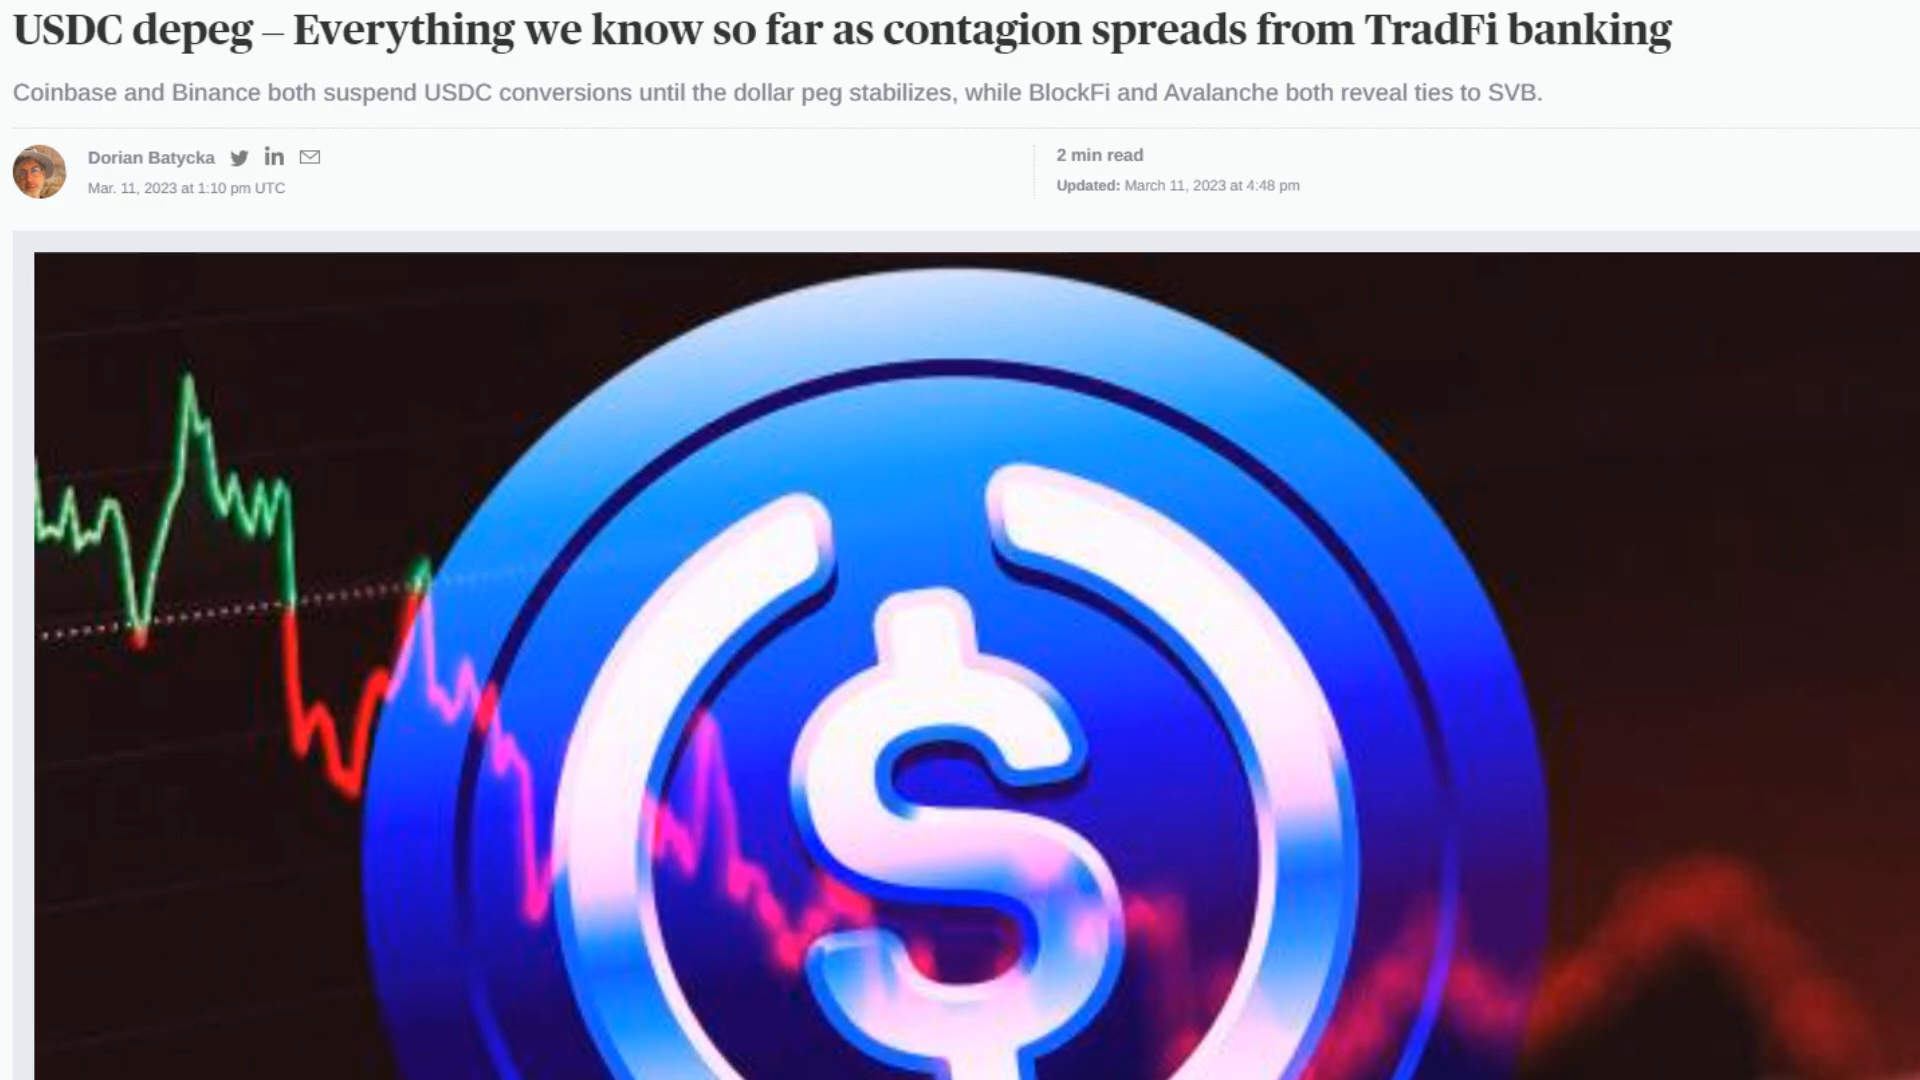 USDC depeg – Everything we know so far as contagion spreads from TradFi banking
Coinbase and Binance both suspend USDC conversions until the dollar peg stabilizes, while BlockFi and Avalanche both reveal ties to SVB.
Dorian Batycka
Mar. 11, 2023 at 1:10 pm UTC
2 min read
Updated: March 11, 2023 at 4:48 pm